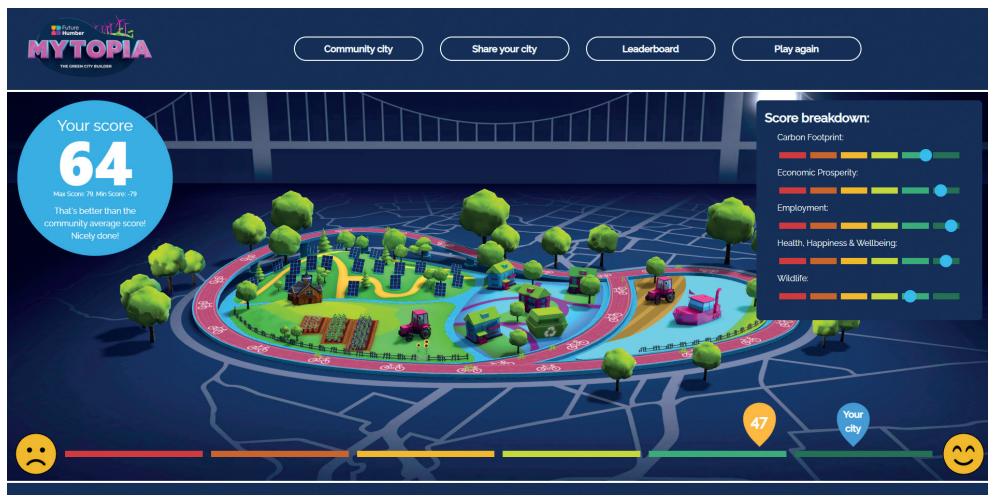 Future
Humber
MYTOPIA
THE GREEN CITY BUILDER
Community city
Share your city
Leaderboard
Play again
Your score
64
Max Score: 79, Min Score: -79
That's better than the
community average score!
Nicely done!
Score breakdown:
Carbon Footprint:
Economic Prosperity:
Employment:
Health, Happiness & Wellbeing:
Wildlife:
47
Your
city